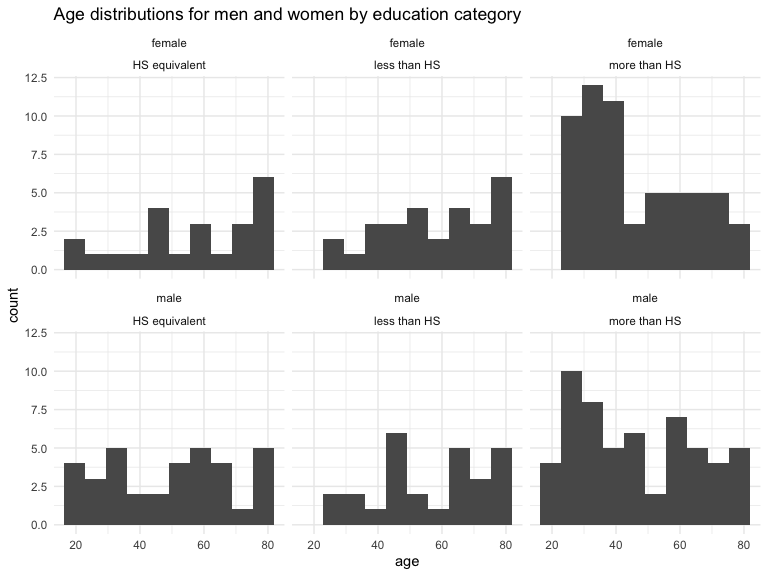 Age distributions for men and women by education category
female female female
HS equivalent less than HS more than HS
12.5
10.0
7.5
5.0
2.5
0.0
count
male male male
HS equivalent less than HS more than HS
12.5
10.0
7.5
5.0
2.5
0.0
20 40 60 80 20 40 60 80 20 40 60 80
age